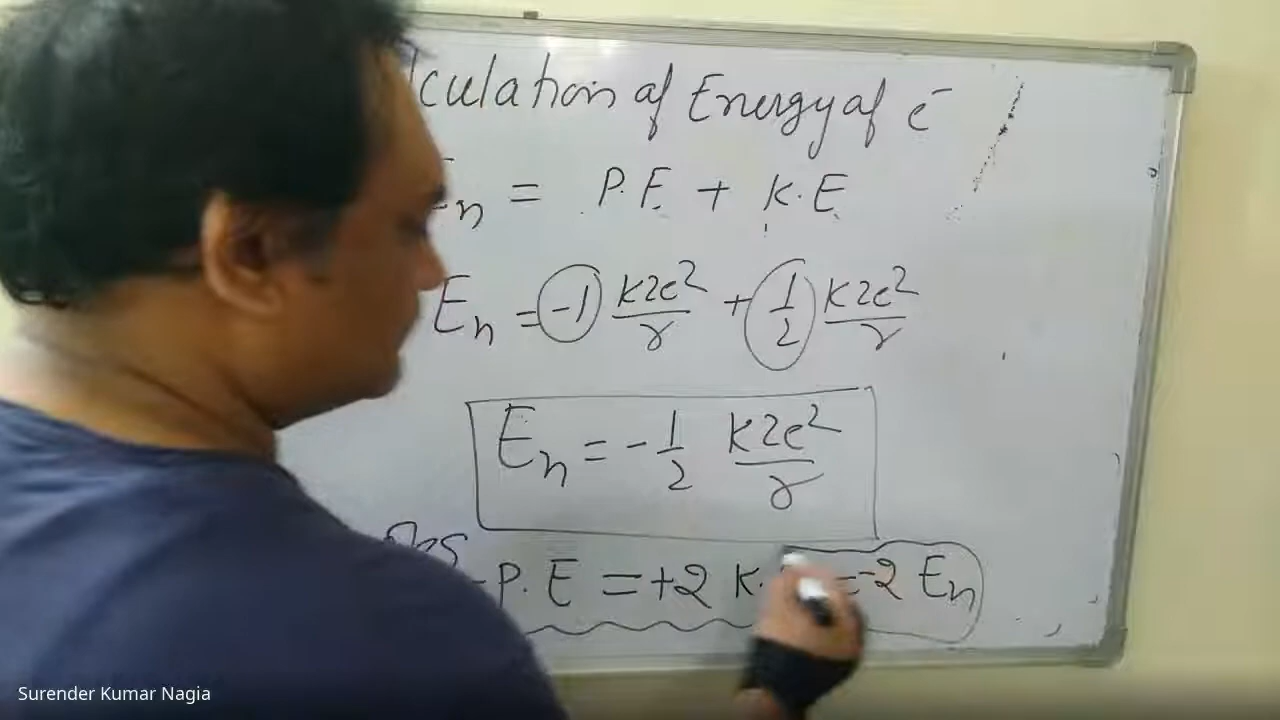 lculation of Energy of e⁻
En = P.E. + K.E
En = -1 KZe²/r + 1/2 KZe²/r
En = -1/2 KZe²/r
-P.E = +2 K. = -2 En
Surender Kumar Nagia